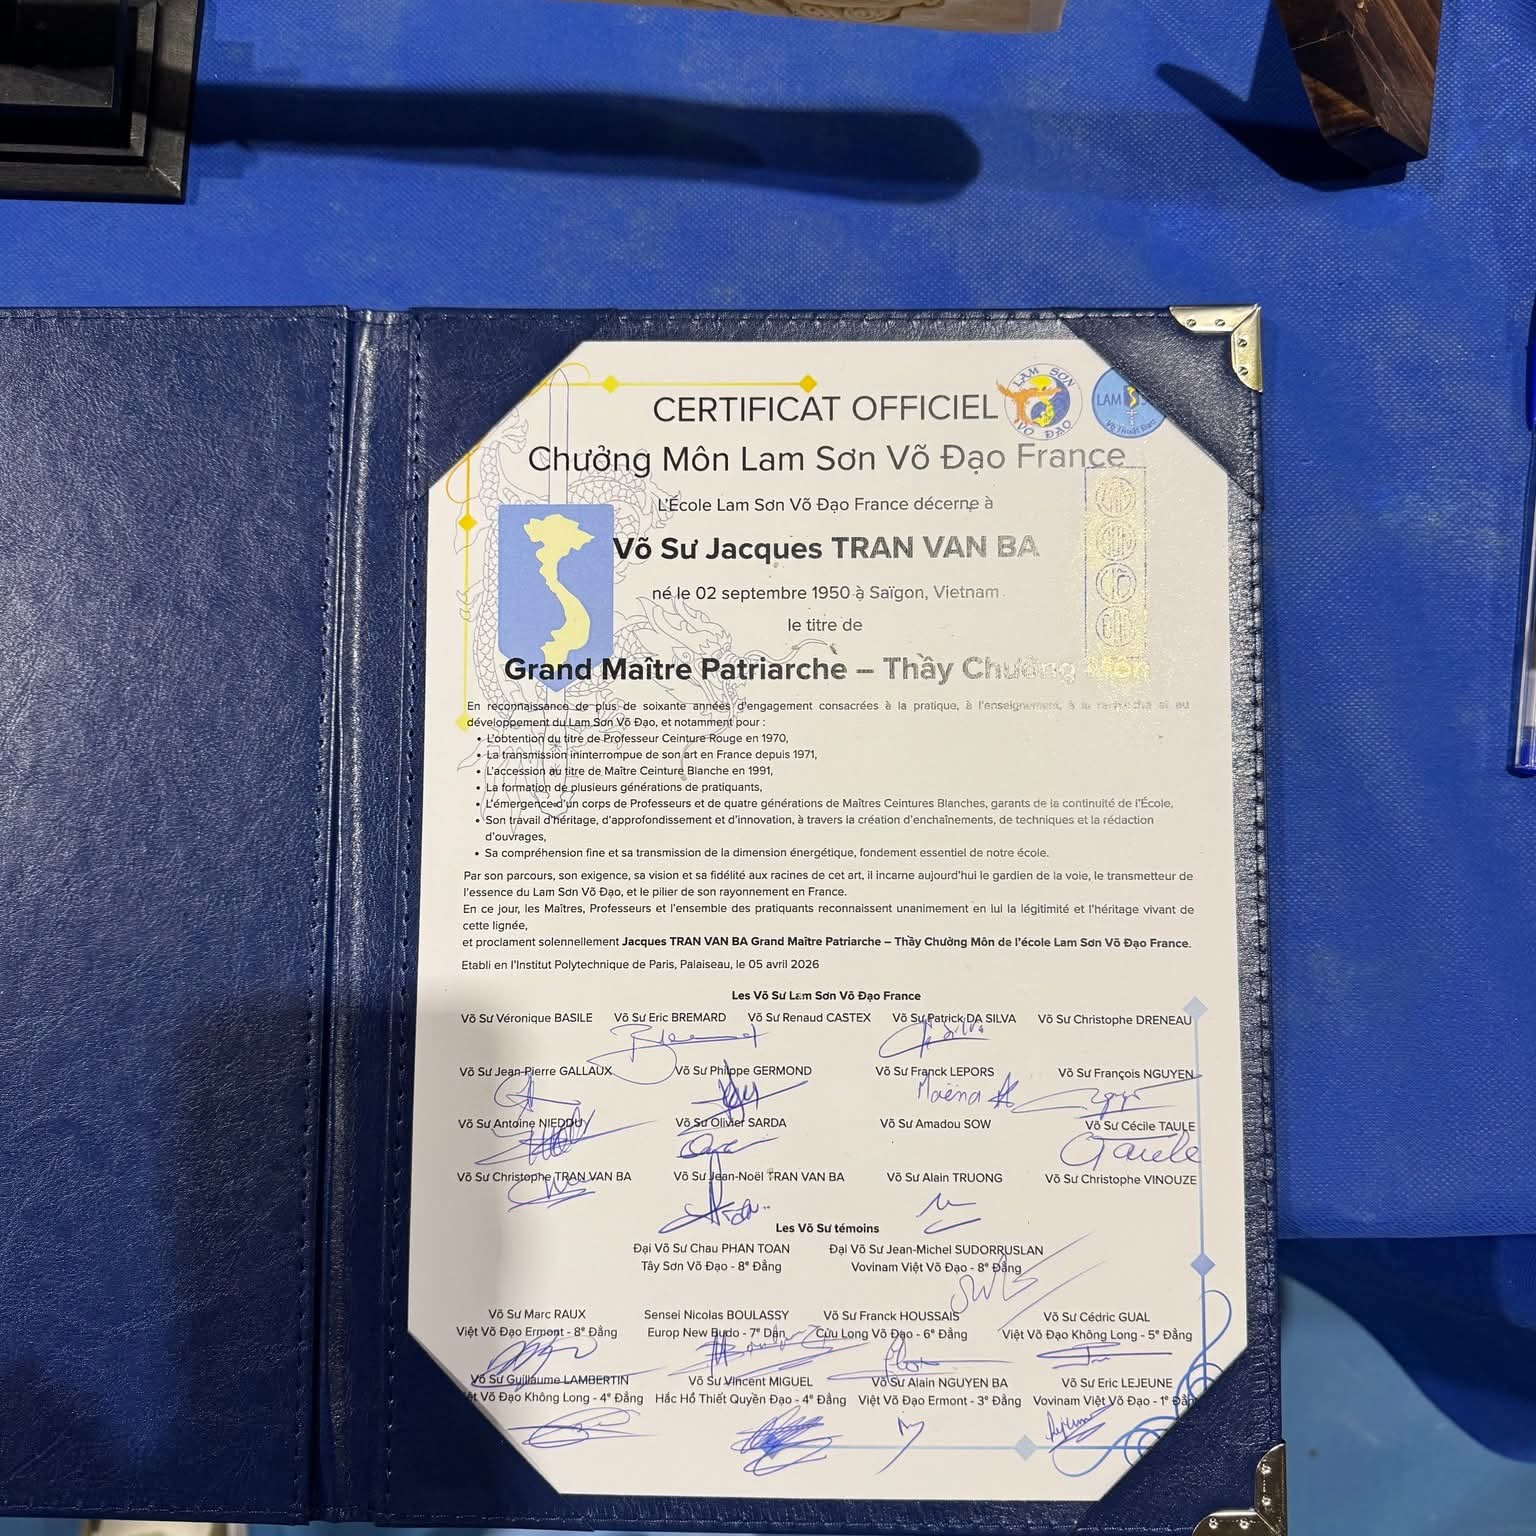 CERTIFICAT OFFICIEL
LAM SƠN
VÕ ĐẠO
LAM
Chưởng Môn Lam Sơn Võ Đạo France
L'École Lam Sơn Võ Đạo France décerne à
Võ Sư Jacques TRAN VAN BA
né le 02 septembre 1950 à Saïgon, Vietnam
le titre de
Grand Maître Patriarche – Thầy Chưởng Môn
En reconnaissance de plus de soixante années d'engagement consacrées à la pratique, à l'enseignement, à la recherche et au
développement du Lam Sơn Võ Đạo, et notamment pour :
• L'obtention du titre de Professeur Ceinture Rouge en 1970,
• La transmission ininterrompue de son art en France depuis 1971,
• L'accession au titre de Maître Ceinture Blanche en 1991,
• La formation de plusieurs générations de pratiquants,
• L'émergence d'un corps de Professeurs et de quatre générations de Maîtres Ceintures Blanches, garants de la continuité de l'École,
• Son travail d'héritage, d'approfondissement et d'innovation, à travers la création d'enchaînements, de techniques et la rédaction
d'ouvrages,
• Sa compréhension fine et sa transmission de la dimension énergétique, fondement essentiel de notre école.
Par son parcours, son exigence, sa vision et sa fidélité aux racines de cet art, il incarne aujourd'hui le gardien de la voie, le transmetteur de
l'essence du Lam Sơn Võ Đạo, et le pilier de son rayonnement en France.
En ce jour, les Maîtres, Professeurs et l'ensemble des pratiquants reconnaissent unanimement en lui la légitimité et l'héritage vivant de
cette lignée,
et proclament solennellement Jacques TRAN VAN BA Grand Maître Patriarche – Thầy Chưởng Môn de l'école Lam Sơn Võ Đạo France.
Etabli en l'Institut Polytechnique de Paris, Palaiseau, le 05 avril 2026
Les Võ Sư Lam Sơn Võ Đạo France
Võ Sư Véronique BASILE Võ Sư Eric BREMARD Võ Sư Renaud CASTEX Võ Sư Patrick DA SILVA Võ Sư Christophe DRENEAU
Võ Sư Jean-Pierre GALLAUX Võ Sư Philippe GERMOND Võ Sư Franck LEPORS Võ Sư François NGUYEN
Võ Sư Antoine NIEDDU Võ Sư Olivier SARDA Võ Sư Amadou SOW Võ Sư Cécile TAULE
Võ Sư Christophe TRAN VAN BA Võ Sư Jean-Noël TRAN VAN BA Võ Sư Alain TRUONG Võ Sư Christophe VINOUZE
Les Võ Sư témoins
Đại Võ Sư Chau PHAN TOAN Đại Võ Sư Jean-Michel SUDORRUSLAN
Tây Sơn Võ Đạo - 8ᵉ Đẳng Vovinam Việt Võ Đạo - 8ᵉ Đẳng
Võ Sư Marc RAUX Sensei Nicolas BOULASSY Võ Sư Franck HOUSSAIS Võ Sư Cédric GUAL
Việt Võ Đạo Ermont - 8ᵉ Đẳng Europ New Budo - 7ᵉ Dan Cửu Long Võ Đạo - 6ᵉ Đẳng Việt Võ Đạo Không Long - 5ᵉ Đẳng
Võ Sư Guillaume LAMBERTIN Võ Sư Vincent MIGUEL Võ Sư Alain NGUYEN BA Võ Sư Eric LEJEUNE
Võ Đạo Không Long - 4ᵉ Đẳng Hắc Hổ Thiết Quyền Đạo - 4ᵉ Đẳng Việt Võ Đạo Ermont - 3ᵉ Đẳng Vovinam Việt Võ Đạo - 1ᵉ Đẳng